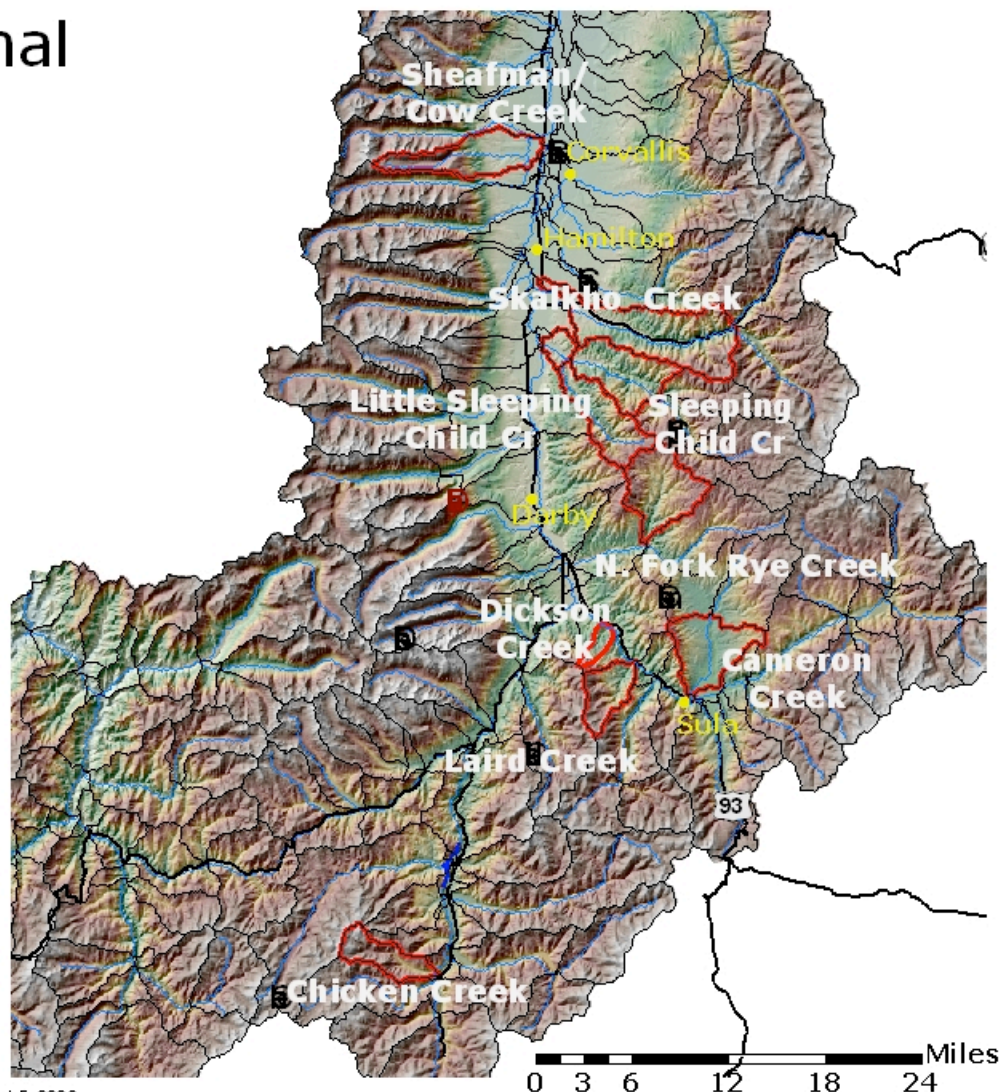 nal
Sheafman/
Cow Creek
Corvallis
Hamilton
Skalkho Creek
Little Sleeping
Child Cr
Sleeping
Child Cr
Darby
N. Fork Rye Creek
Dickson
Creek
Cameron
Creek
Sula
Laird Creek
93
Chicken Creek
Miles
0 3 6 12 18 24